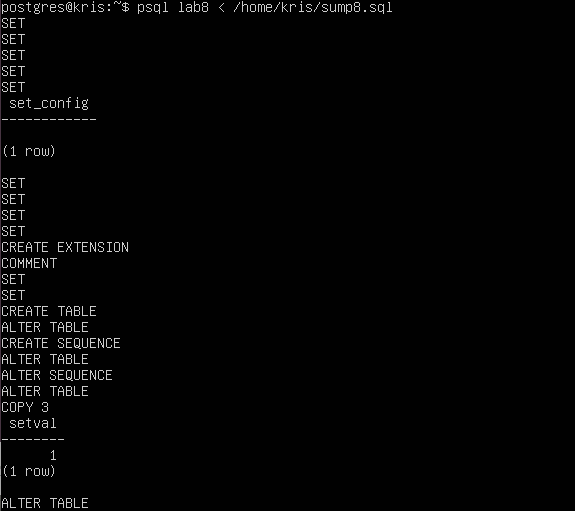 postgres@kris:~$ psql lab8 < /home/kris/sump8.sql
SET
SET
SET
SET
SET
 set_config
------------

(1 row)

SET
SET
SET
SET
CREATE EXTENSION
COMMENT
SET
SET
CREATE TABLE
ALTER TABLE
CREATE SEQUENCE
ALTER TABLE
ALTER SEQUENCE
ALTER TABLE
COPY 3
 setval
--------
      1
(1 row)

ALTER TABLE